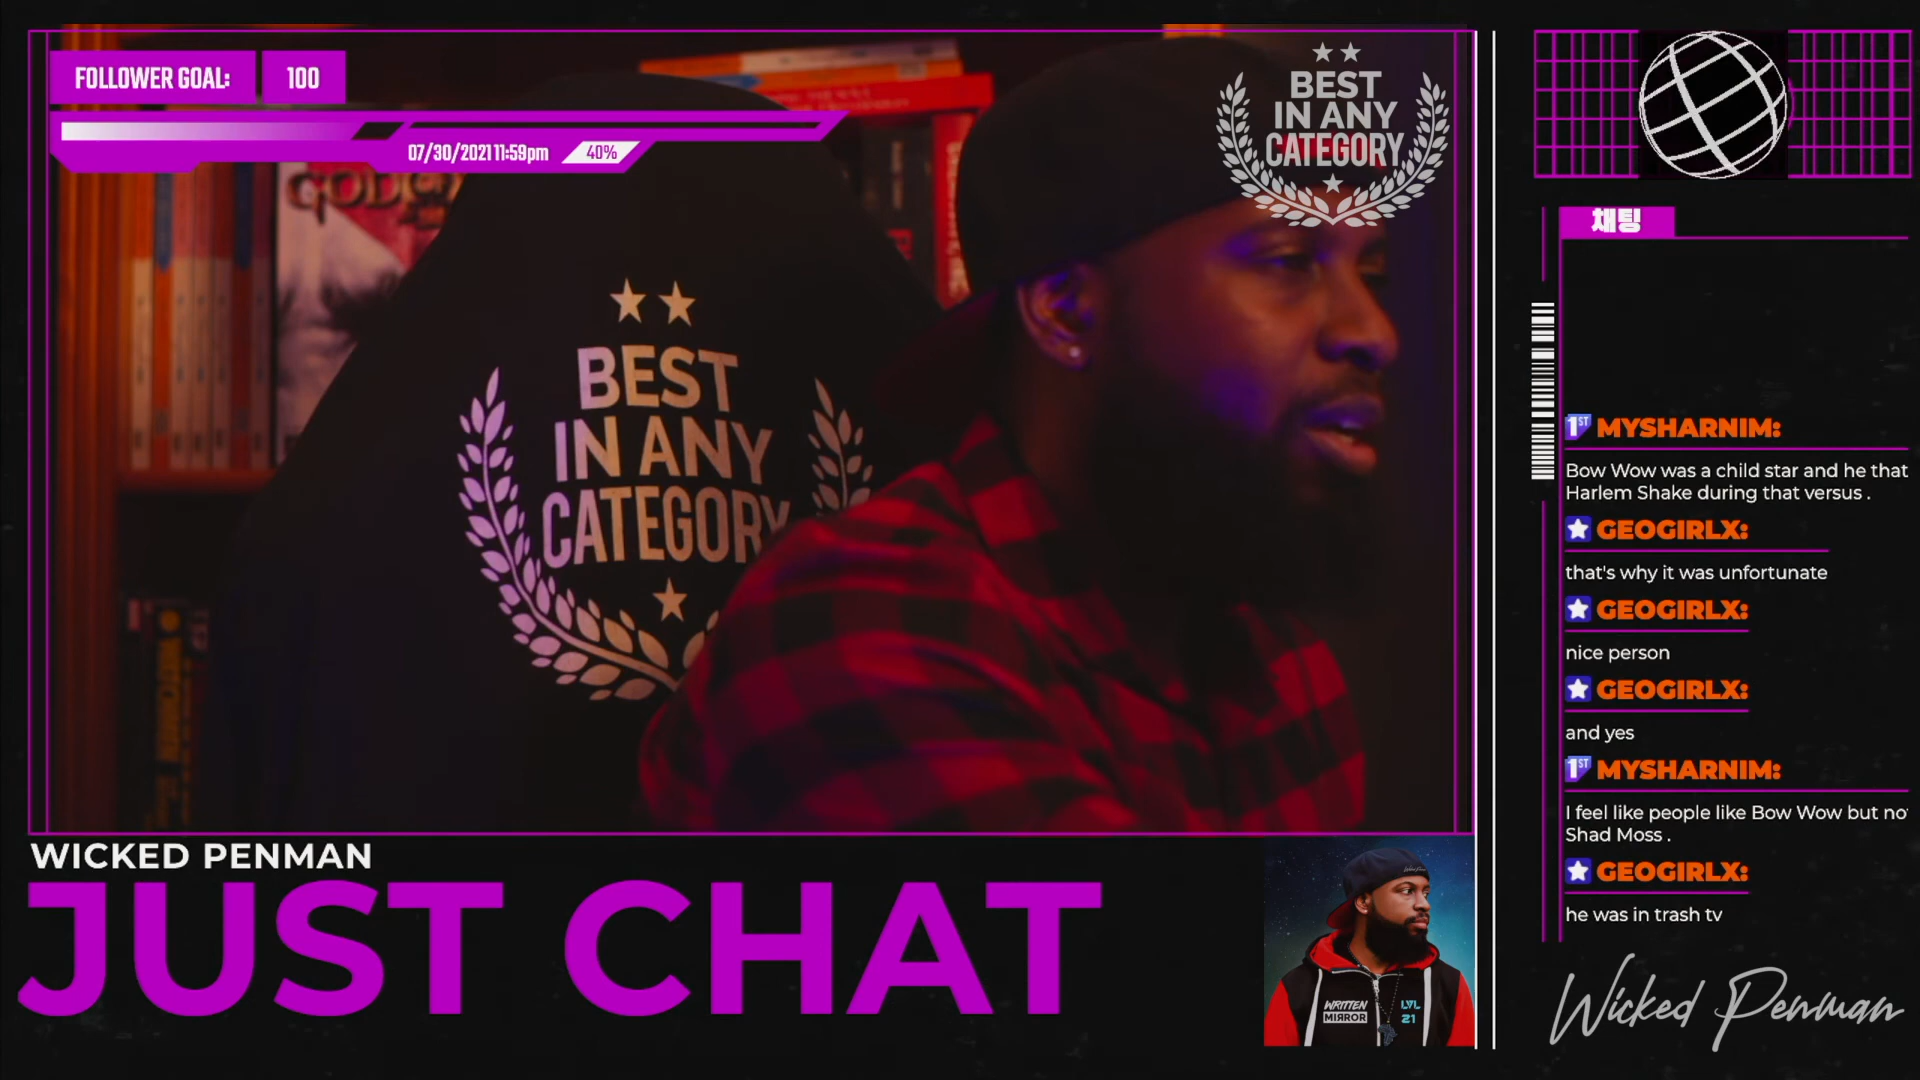 FOLLOWER GOAL:
100
07/30/2021 11:59pm
40%
BEST
IN ANY
CATEGORY
BEST
IN ANY
CATEGORY
WICKED PENMAN
JUST CHAT
WRITTEN
MIRROR
LVL
21
채팅
1ST MYSHARNIM:
Bow Wow was a child star and he that
Harlem Shake during that versus .
GEOGIRLX:
that's why it was unfortunate
GEOGIRLX:
nice person
GEOGIRLX:
and yes
1ST MYSHARNIM:
I feel like people like Bow Wow but no
Shad Moss .
GEOGIRLX:
he was in trash tv
Wicked Penman